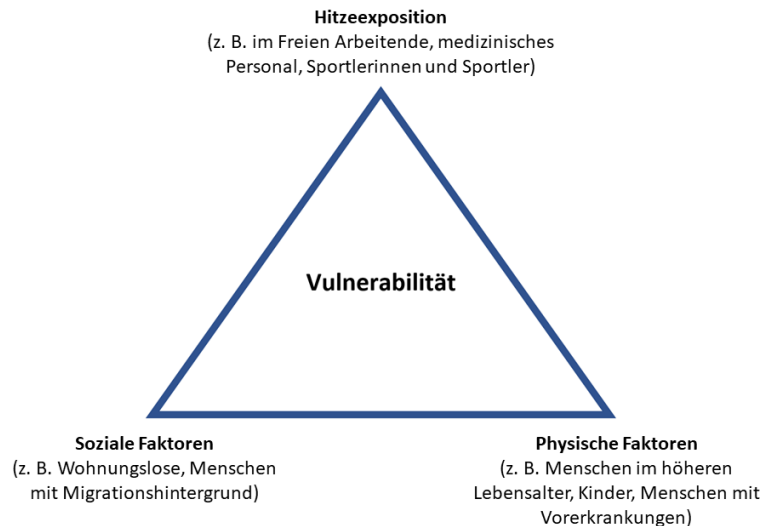 Hitzeexposition
(z. B. im Freien Arbeitende, medizinisches
Personal, Sportlerinnen und Sportler)
Vulnerabilität
Soziale Faktoren
(z. B. Wohnungslose, Menschen
mit Migrationshintergrund)
Physische Faktoren
(z. B. Menschen im höheren
Lebensalter, Kinder, Menschen mit
Vorerkrankungen)